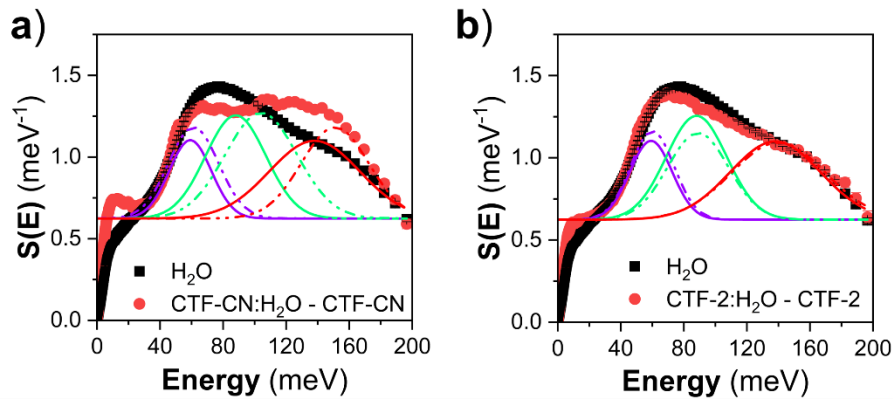 a)
S(E) (meV⁻¹)
1.5
1.0
0.5
0.0
H₂O
CTF-CN:H₂O - CTF-CN
0 40 80 120 160 200
Energy (meV)
b)
S(E) (meV⁻¹)
1.5
1.0
0.5
0.0
H₂O
CTF-2:H₂O - CTF-2
0 40 80 120 160 200
Energy (meV)